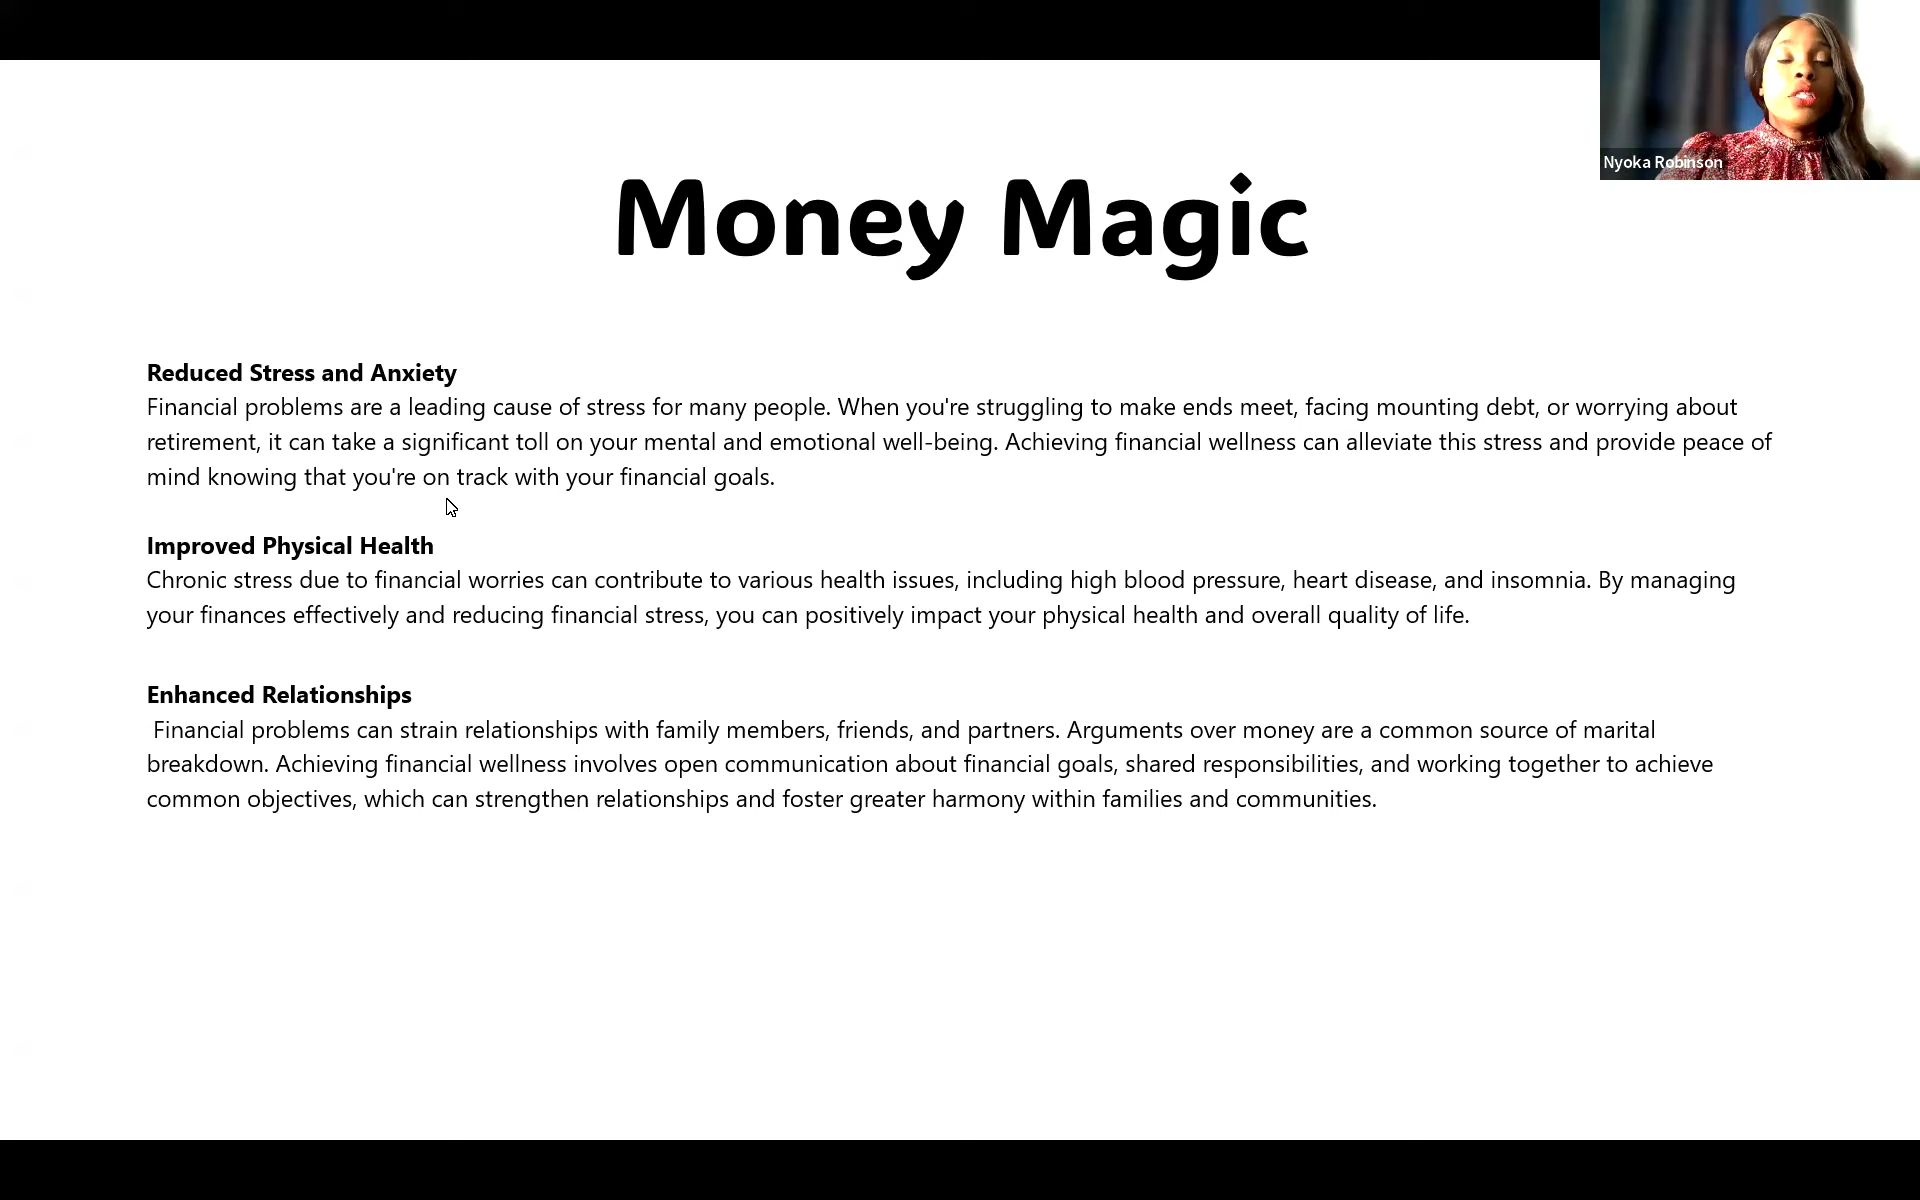 Nyoka Robinson
Money Magic
Reduced Stress and Anxiety
Financial problems are a leading cause of stress for many people. When you're struggling to make ends meet, facing mounting debt, or worrying about
retirement, it can take a significant toll on your mental and emotional well-being. Achieving financial wellness can alleviate this stress and provide peace of
mind knowing that you're on track with your financial goals.
Improved Physical Health
Chronic stress due to financial worries can contribute to various health issues, including high blood pressure, heart disease, and insomnia. By managing
your finances effectively and reducing financial stress, you can positively impact your physical health and overall quality of life.
Enhanced Relationships
Financial problems can strain relationships with family members, friends, and partners. Arguments over money are a common source of marital
breakdown. Achieving financial wellness involves open communication about financial goals, shared responsibilities, and working together to achieve
common objectives, which can strengthen relationships and foster greater harmony within families and communities.